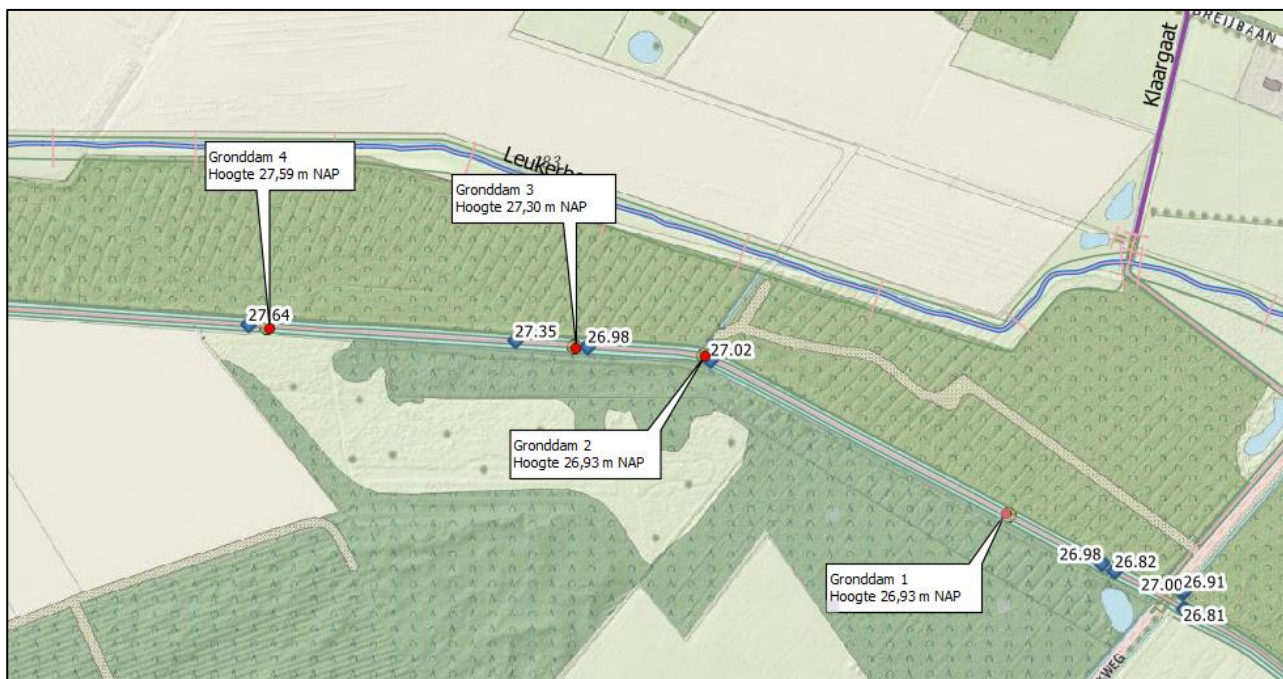 BREIJBAAN
Klaargaat
183
Gronddam 4
Hoogte 27,59 m NAP
Gronddam 3
Hoogte 27,30 m NAP
27.64
27.35
26.98
27.02
Gronddam 2
Hoogte 26,93 m NAP
Gronddam 1
Hoogte 26,93 m NAP
26.98
26.82
27.00
26.91
26.81